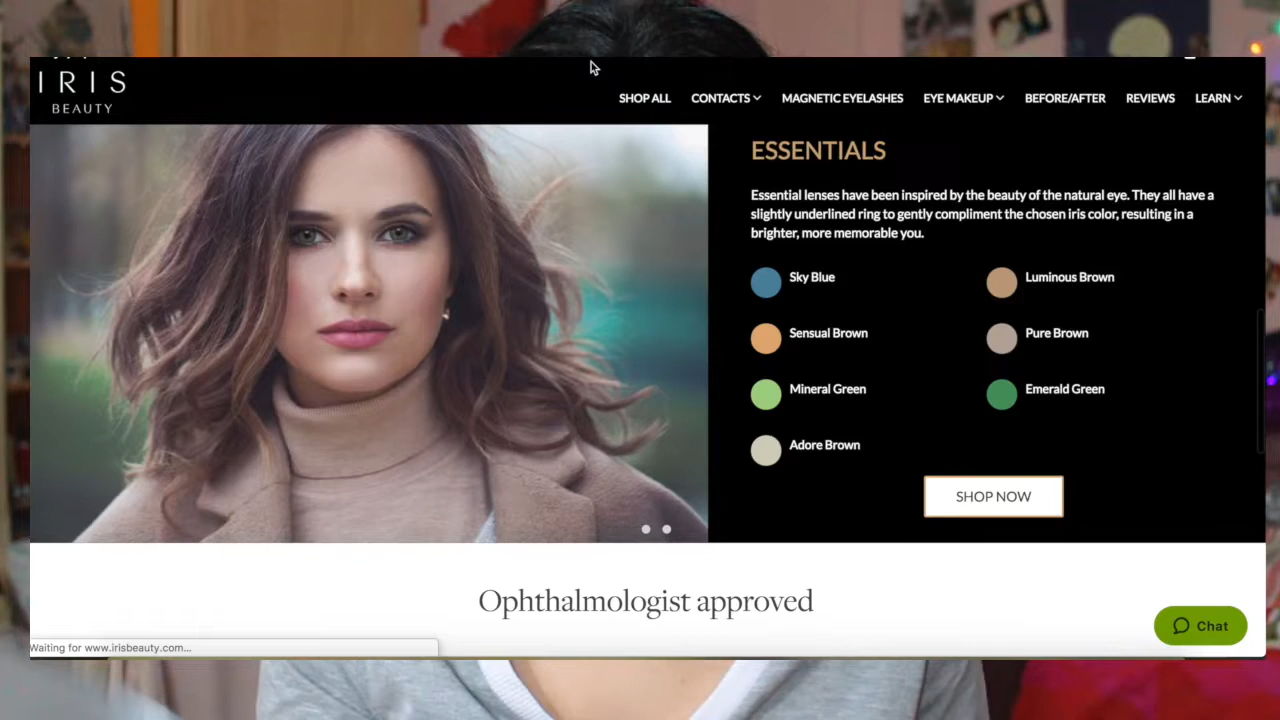 IRIS
BEAUTY
SHOP ALL
CONTACTS
MAGNETIC EYELASHES
EYE MAKEUP
BEFORE/AFTER
REVIEWS
LEARN
ESSENTIALS
Essential lenses have been inspired by the beauty of the natural eye. They all have a
slightly underlined ring to gently compliment the chosen iris color, resulting in a
brighter, more memorable you.
Sky Blue
Luminous Brown
Sensual Brown
Pure Brown
Mineral Green
Emerald Green
Adore Brown
SHOP NOW
Ophthalmologist approved
Chat
Waiting for www.irisbeauty.com...